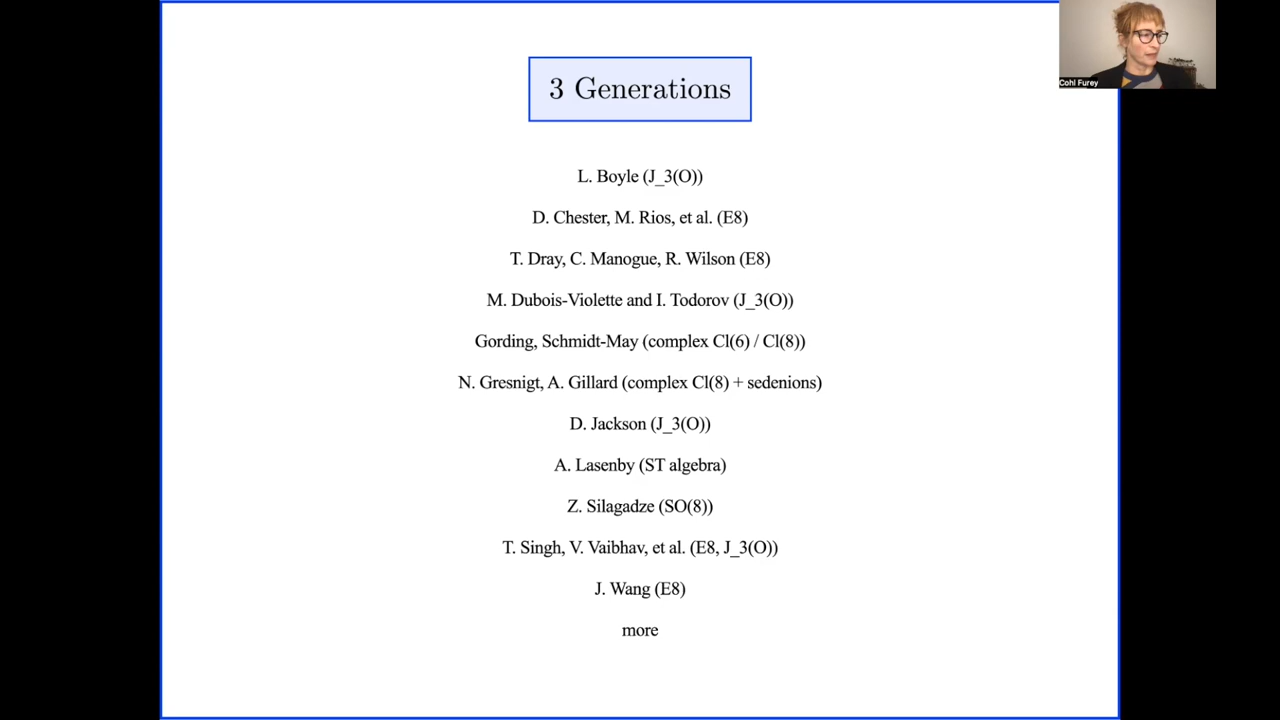 3 Generations
Cohl Furey
L. Boyle (J_3(O))
D. Chester, M. Rios, et al. (E8)
T. Dray, C. Manogue, R. Wilson (E8)
M. Dubois-Violette and I. Todorov (J_3(O))
Gording, Schmidt-May (complex Cl(6) / Cl(8))
N. Gresnigt, A. Gillard (complex Cl(8) + sedenions)
D. Jackson (J_3(O))
A. Lasenby (ST algebra)
Z. Silagadze (SO(8))
T. Singh, V. Vaibhav, et al. (E8, J_3(O))
J. Wang (E8)
more